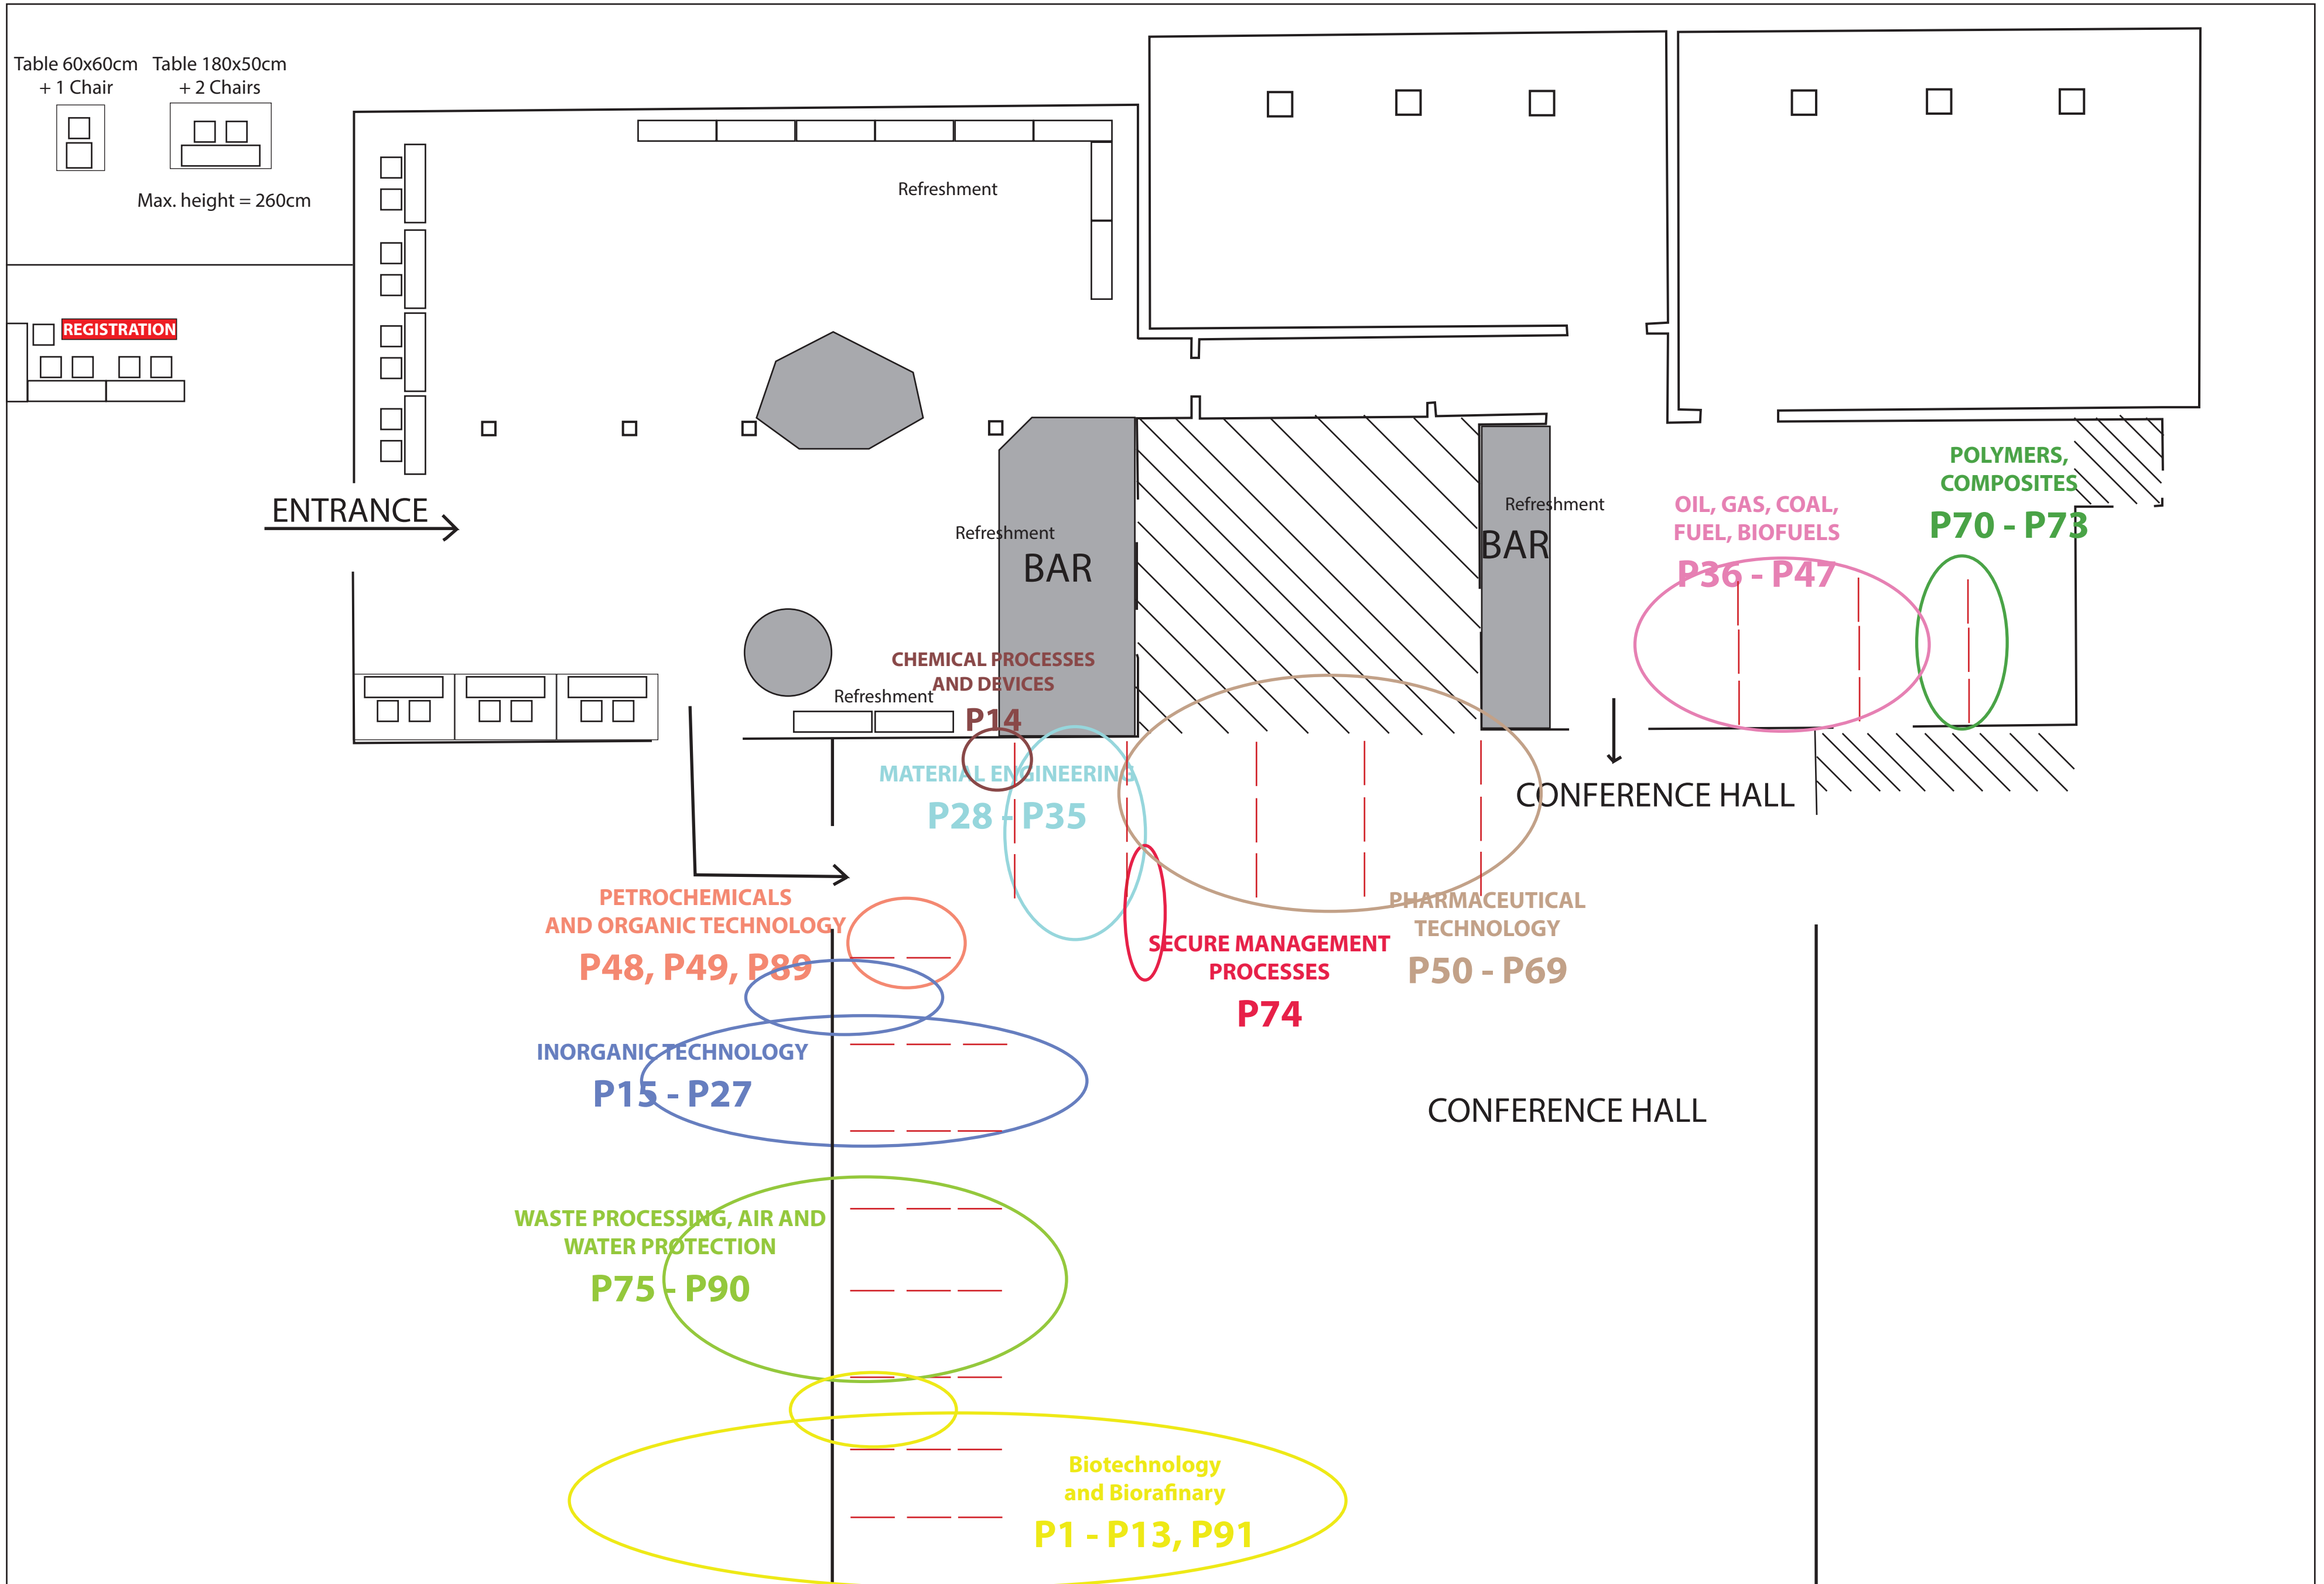 Table 60x60cm
+ 1 Chair
Table 180x50cm
+ 2 Chairs
Max. height = 260cm
REGISTRATION
Refreshment
ENTRANCE
Refreshment
BAR
Refreshment
BAR
OIL, GAS, COAL,
FUEL, BIOFUELS
P36 - P47
POLYMERS,
COMPOSITES
P70 - P73
CHEMICAL PROCESSES
AND DEVICES
P14
Refreshment
MATERIAL ENGINEERING
P28 - P35
CONFERENCE HALL
PETROCHEMICALS
AND ORGANIC TECHNOLOGY
P48, P49, P89
SECURE MANAGEMENT
PROCESSES
P74
PHARMACEUTICAL
TECHNOLOGY
P50 - P69
INORGANIC TECHNOLOGY
P15 - P27
CONFERENCE HALL
WASTE PROCESSING, AIR AND
WATER PROTECTION
P75 - P90
Biotechnology
and Biorafinary
P1 - P13, P91